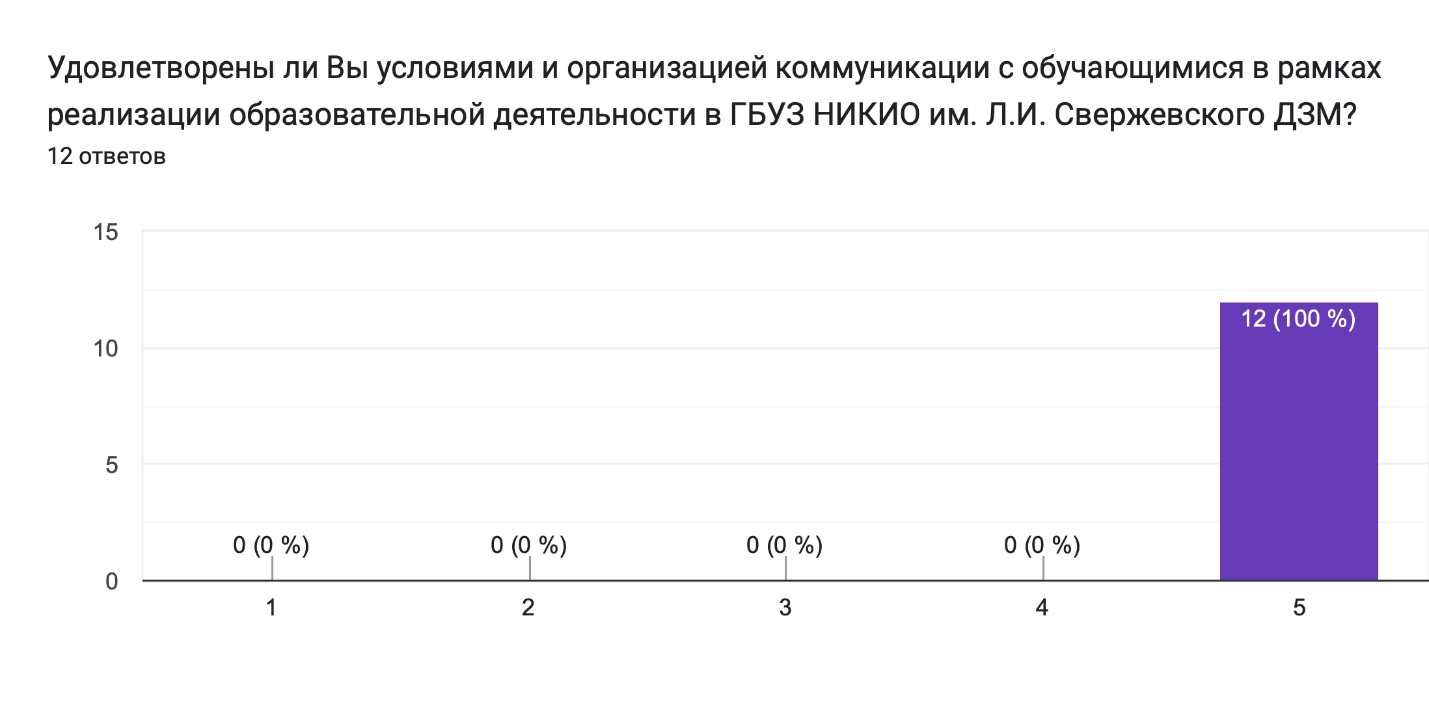 Удовлетворены ли Вы условиями и организацией коммуникации с обучающимися в рамках
реализации образовательной деятельности в ГБУЗ НИКИО им. Л.И. Свержевского ДЗМ?
12 ответов
15
10
5
0
0 (0 %)
0 (0 %)
0 (0 %)
0 (0 %)
12 (100 %)
1
2
3
4
5